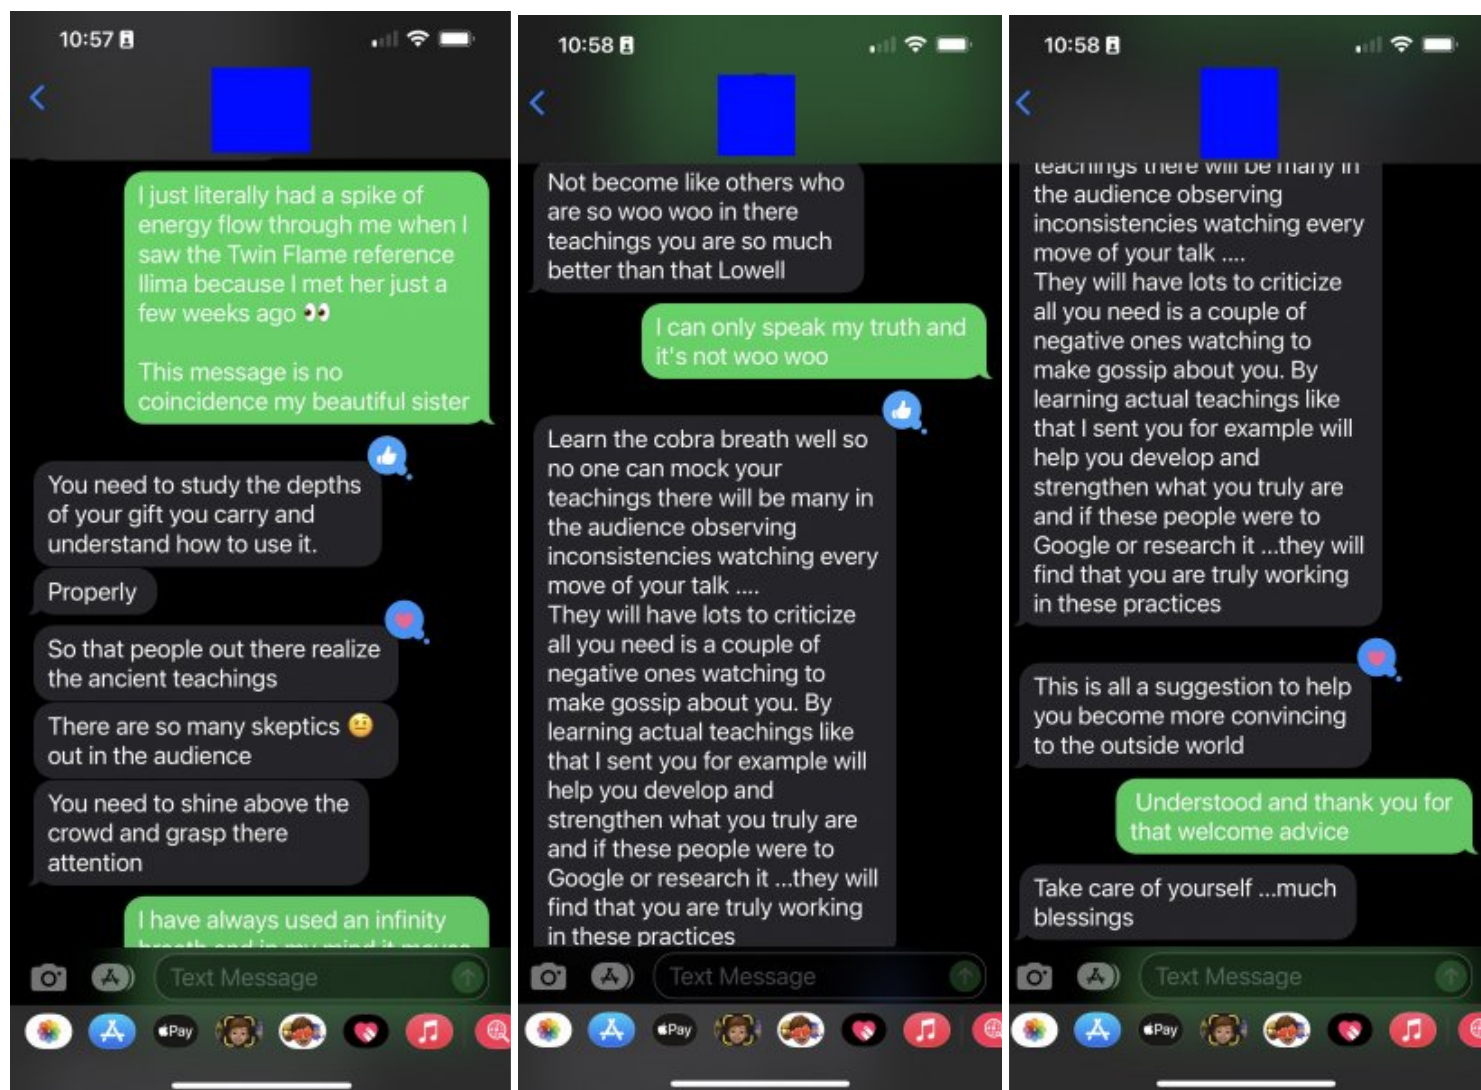 10:57
I just literally had a spike of
energy flow through me when I
saw the Twin Flame reference
Ilima because I met her just a
few weeks ago 👀
This message is no
coincidence my beautiful sister
You need to study the depths
of your gift you carry and
understand how to use it.
Properly
So that people out there realize
the ancient teachings
There are so many skeptics 🤨
out in the audience
You need to shine above the
crowd and grasp there
attention
I have always used an infinity
breath and in my mind it moves
Text Message
Pay
10:58
Not become like others who
are so woo woo in there
teachings you are so much
better than that Lowell
I can only speak my truth and
it's not woo woo
Learn the cobra breath well so
no one can mock your
teachings there will be many in
the audience observing
inconsistencies watching every
move of your talk ....
They will have lots to criticize
all you need is a couple of
negative ones watching to
make gossip about you. By
learning actual teachings like
that I sent you for example will
help you develop and
strengthen what you truly are
and if these people were to
Google or research it ...they will
find that you are truly working
in these practices
Text Message
Pay
10:58
teachings there will be many in
the audience observing
inconsistencies watching every
move of your talk ....
They will have lots to criticize
all you need is a couple of
negative ones watching to
make gossip about you. By
learning actual teachings like
that I sent you for example will
help you develop and
strengthen what you truly are
and if these people were to
Google or research it ...they will
find that you are truly working
in these practices
This is all a suggestion to help
you become more convincing
to the outside world
Understood and thank you for
that welcome advice
Take care of yourself ...much
blessings
Text Message
Pay